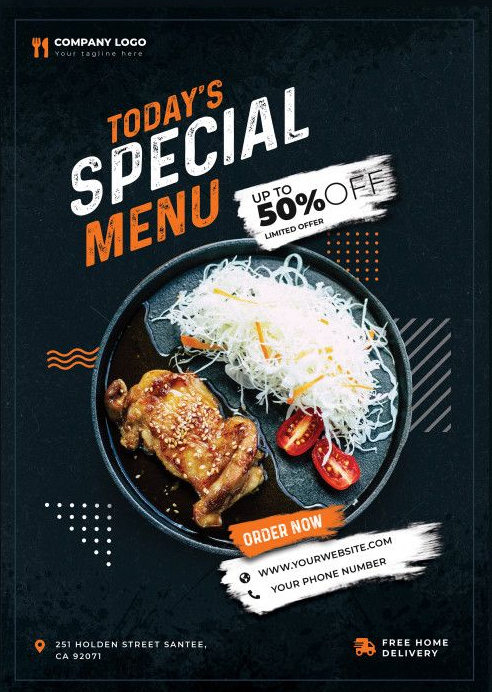 COMPANY LOGO
Your tagline here
TODAY'S
SPECIAL
MENU
UP TO
50% OFF
LIMITED OFFER
ORDER NOW
WWW.YOURWEBSITE.COM
YOUR PHONE NUMBER
251 HOLDEN STREET SANTEE,
CA 92071
FREE HOME
DELIVERY